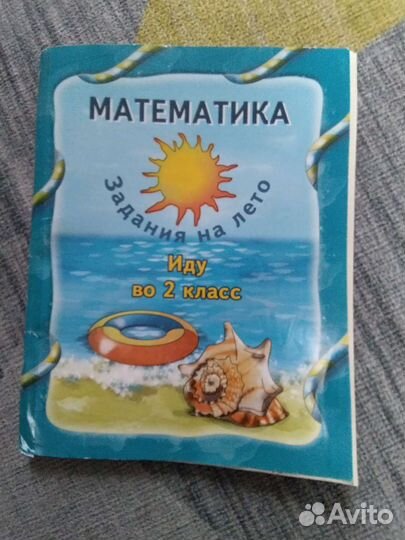 МАТЕМАТИКА
Задания на лето
Иду
во 2 класс
Avito